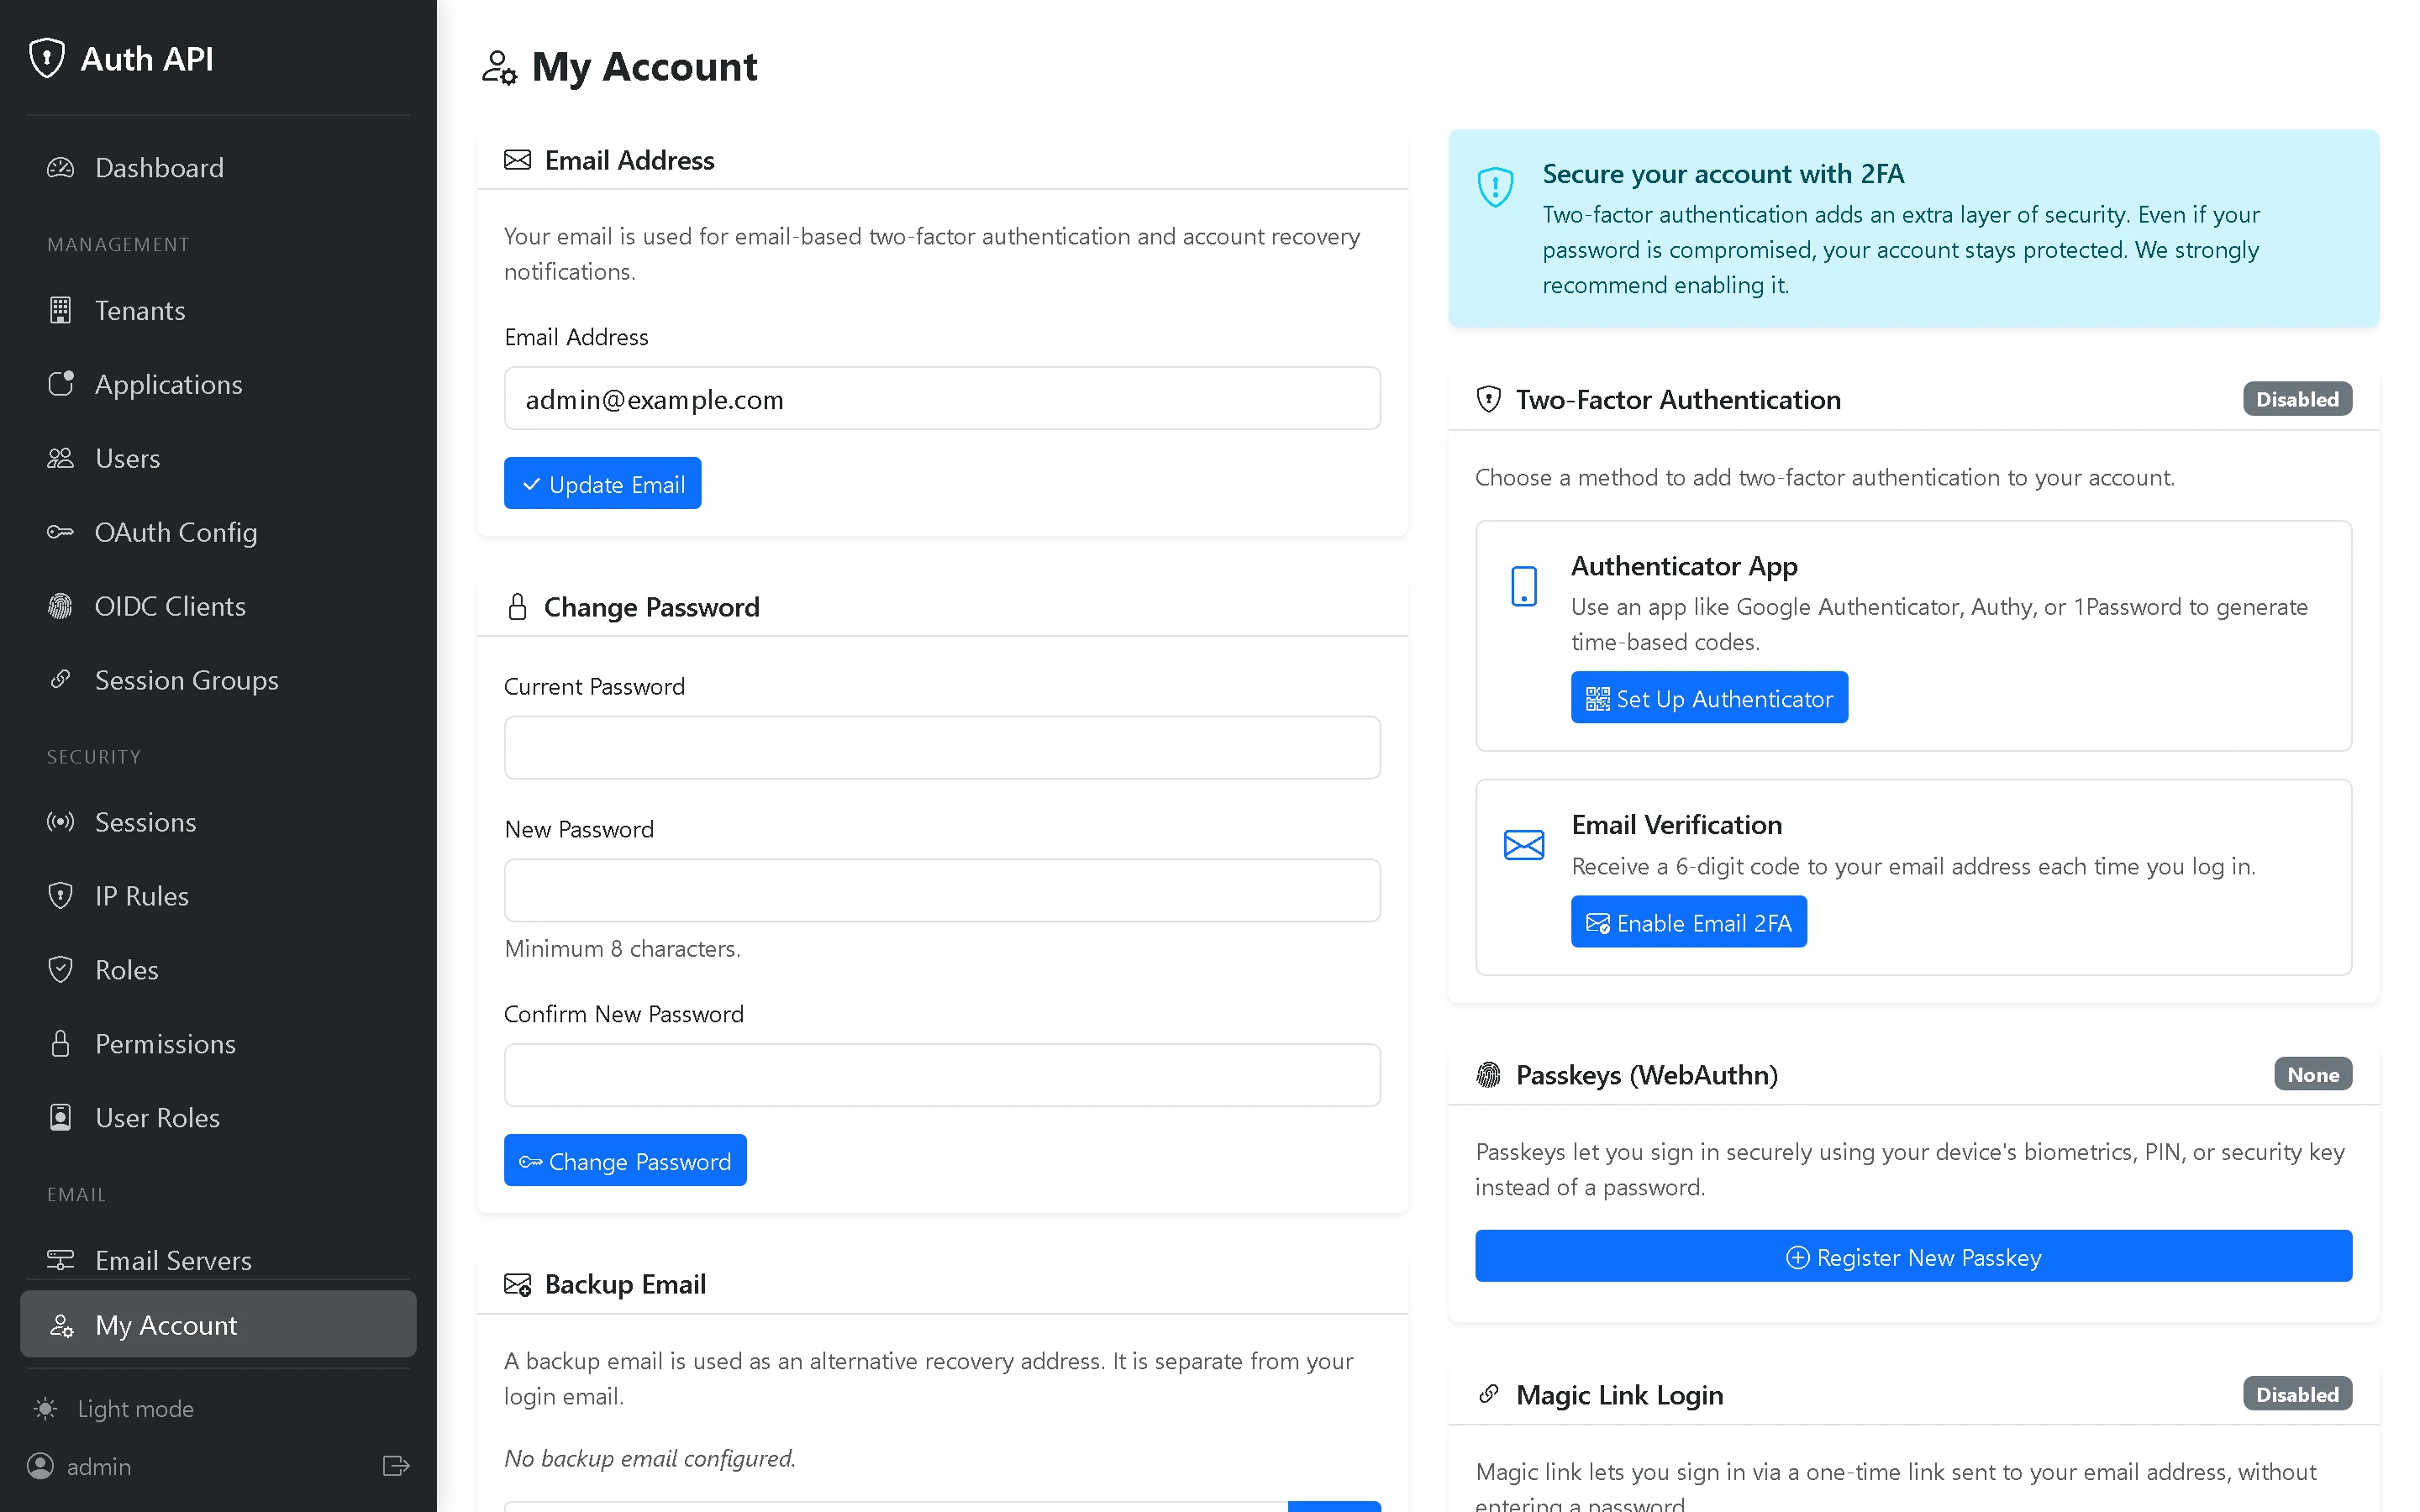 Auth API
Dashboard
MANAGEMENT
Tenants
Applications
Users
OAuth Config
OIDC Clients
Session Groups
SECURITY
Sessions
IP Rules
Roles
Permissions
User Roles
EMAIL
Email Servers
My Account
Light mode
admin
My Account
Email Address
Your email is used for email-based two-factor authentication and account recovery
notifications.
Email Address
admin@example.com
Update Email
Change Password
Current Password
New Password
Minimum 8 characters.
Confirm New Password
Change Password
Backup Email
A backup email is used as an alternative recovery address. It is separate from your
login email.
No backup email configured.
Secure your account with 2FA
Two-factor authentication adds an extra layer of security. Even if your
password is compromised, your account stays protected. We strongly
recommend enabling it.
Two-Factor Authentication
Disabled
Choose a method to add two-factor authentication to your account.
Authenticator App
Use an app like Google Authenticator, Authy, or 1Password to generate
time-based codes.
Set Up Authenticator
Email Verification
Receive a 6-digit code to your email address each time you log in.
Enable Email 2FA
Passkeys (WebAuthn)
None
Passkeys let you sign in securely using your device's biometrics, PIN, or security key
instead of a password.
Register New Passkey
Magic Link Login
Disabled
Magic link lets you sign in via a one-time link sent to your email address, without
entering a password.